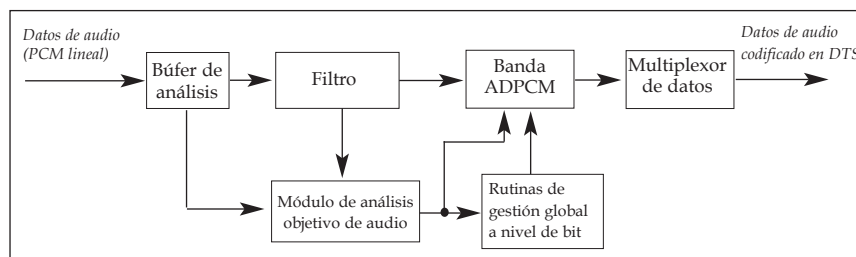 Datos de audio
(PCM lineal)
Búfer de
análisis
Filtro
Banda
ADPCM
Multiplexor
de datos
Datos de audio
codificado en DTS
Módulo de análisis
objetivo de audio
Rutinas de
gestión global
a nivel de bit